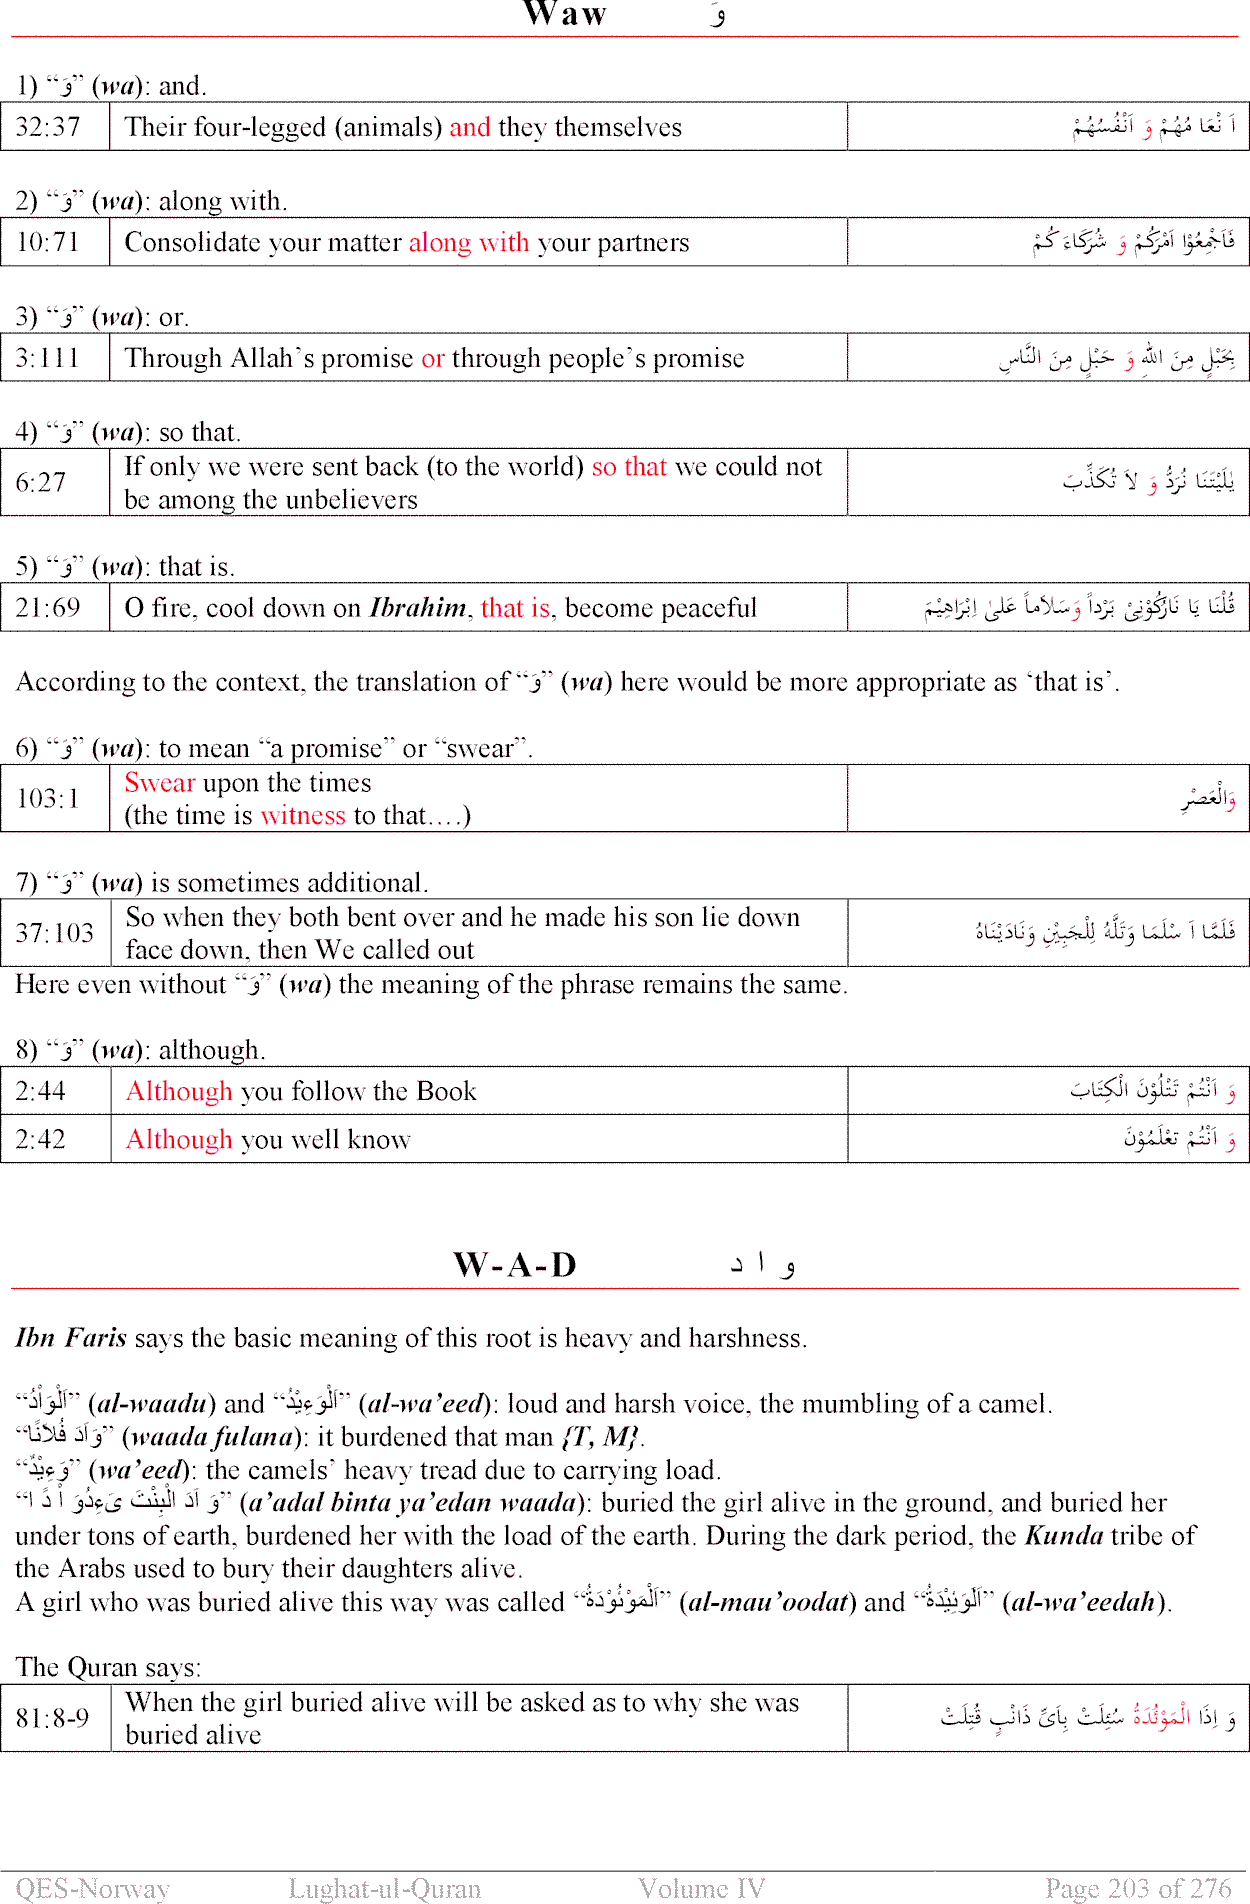 Waw وَ
1) “وَ” (wa): and.
32:37 Their four-legged (animals) and they themselves اَ نْعَا مُهُمْ وَ اَنْفُسُهُمْ
2) “وَ” (wa): along with.
10:71 Consolidate your matter along with your partners فَاَجْمِعُوْا اَمْرَكُمْ وَ شُرَكَاءَ كُمْ
3) “وَ” (wa): or.
3:111 Through Allah’s promise or through people’s promise بِحَبْلٍ مِنَ اللهِ وَ حَبْلٍ مِنَ النَّاسِ
4) “وَ” (wa): so that.
6:27 If only we were sent back (to the world) so that we could not
be among the unbelievers يٰلَيْتَنَا نُرَدُّ وَ لاَ نُكَذِّبَ
5) “وَ” (wa): that is.
21:69 O fire, cool down on Ibrahim, that is, become peaceful قُلْنَا يَا نَارُكُوْنِىْ بَرْداً وَسَلاَماً عَلىٰ اِبْرَاهِيْمَ
According to the context, the translation of “وَ” (wa) here would be more appropriate as ‘that is’.
6) “وَ” (wa): to mean “a promise” or “swear”.
103:1 Swear upon the times
(the time is witness to that….) وَالْعَصْرِ
7) “وَ” (wa) is sometimes additional.
37:103 So when they both bent over and he made his son lie down
face down, then We called out فَلَمَّا اَ سْلَمَا وَتَلَّهُ لِلْجَبِيْنِ وَنَادَيْنَاهُ
Here even without “وَ” (wa) the meaning of the phrase remains the same.
8) “وَ” (wa): although.
2:44 Although you follow the Book وَ اَنْتُمْ تَتْلُوْنَ الْكِتَابَ
2:42 Although you well know وَ اَنْتُمْ تَعْلَمُوْنَ
W-A-D و ا د
Ibn Faris says the basic meaning of this root is heavy and harshness.
“اَلْوَاْدُ” (al-waadu) and “اَلْوَءِيْدُ” (al-wa’eed): loud and harsh voice, the mumbling of a camel.
“وَاَدَ فُلاَنًا” (waada fulana): it burdened that man {T, M}.
“وَءِيْدٌ” (wa’eed): the camels’ heavy tread due to carrying load.
“وَ اَدَ الْبِنْتَ یَءِدُوَ اْ دً ا” (a’adal binta ya’edan waada): buried the girl alive in the ground, and buried her
under tons of earth, burdened her with the load of the earth. During the dark period, the Kunda tribe of
the Arabs used to bury their daughters alive.
A girl who was buried alive this way was called “اَلْمَوْئُوْدَةُ” (al-mau’oodat) and “اَلْوَئِيْدَةُ” (al-wa’eedah).
The Quran says:
81:8-9 When the girl buried alive will be asked as to why she was
buried alive وَ اِذَا الْمَوْئُدَةُ سُئِلَتْ بِاَىِّ ذَانْبٍ قُتِلَتْ
QES-Norway Lughat-ul-Quran Volume IV Page 203 of 276